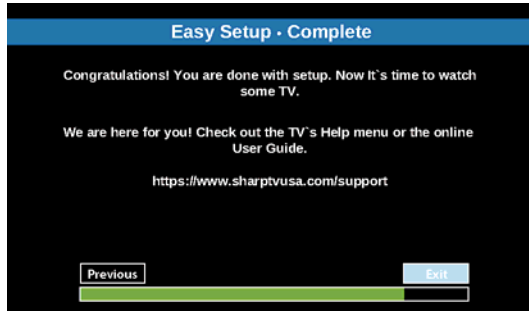 Easy Setup • Complete
Congratulations! You are done with setup. Now It`s time to watch
some TV.
We are here for you! Check out the TV`s Help menu or the online
User Guide.
https://www.sharptvusa.com/support
Previous
Exit